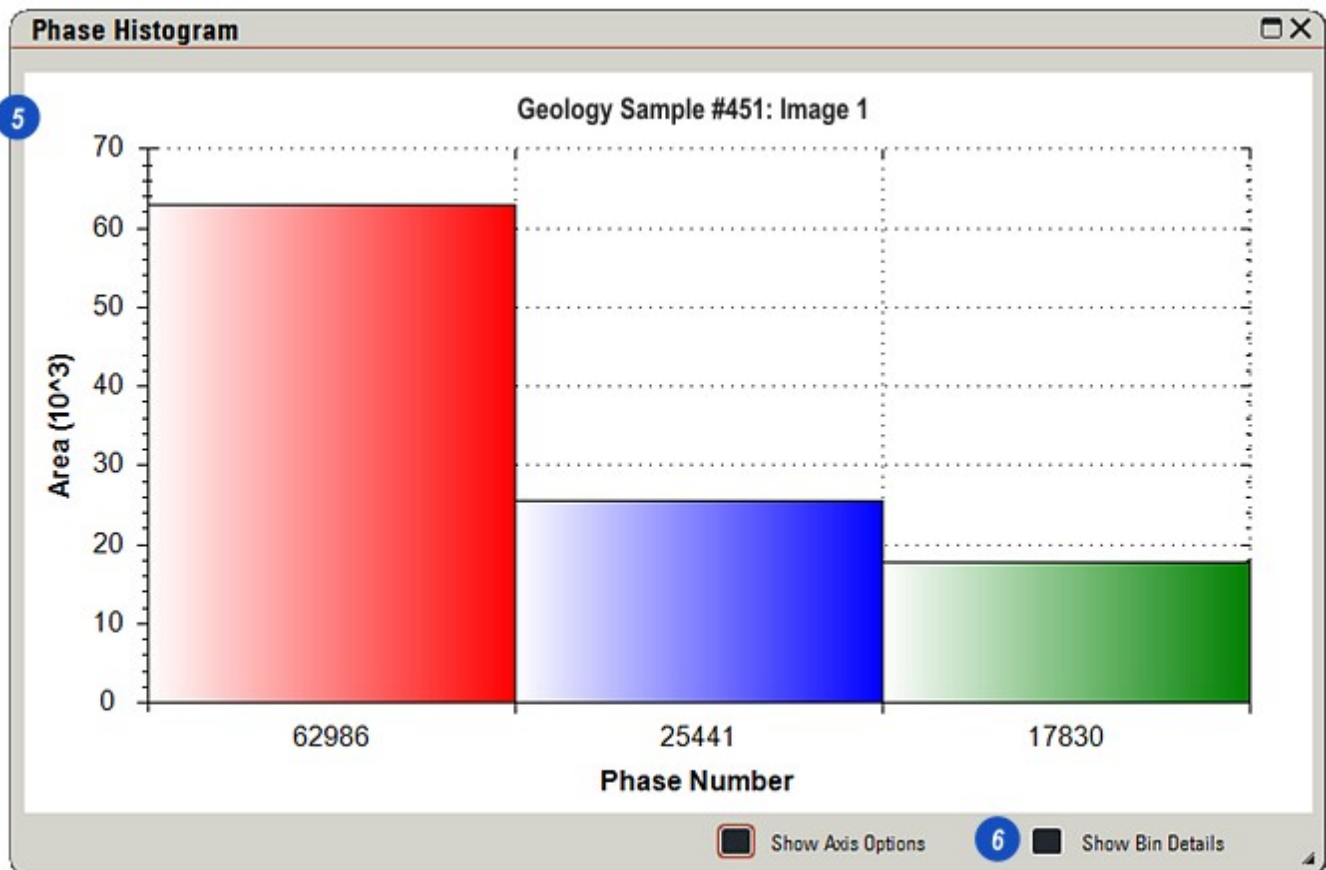 Phase Histogram
5
Geology Sample #451: Image 1
70
60
50
40
30
20
10
0
Area (10^3)
62986 25441 17830
Phase Number
Show Axis Options 6 Show Bin Details